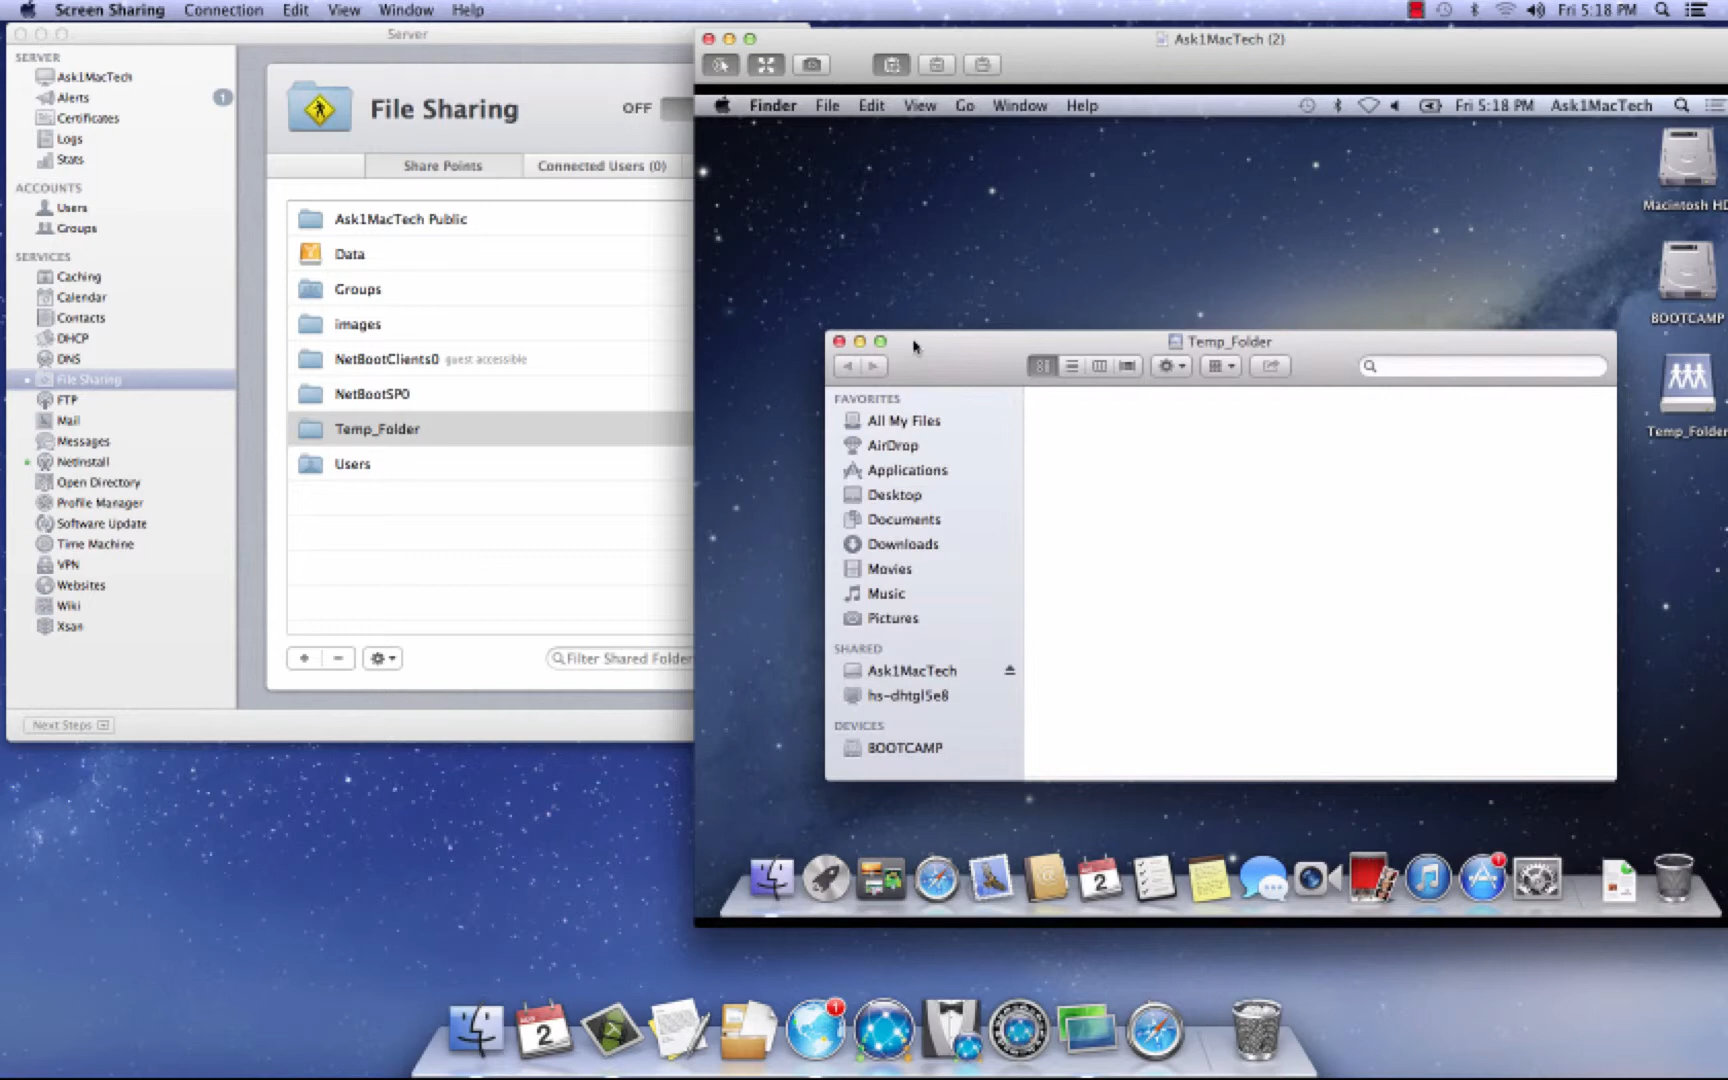 Screen Sharing Connection Edit View Window Help
Fri 5:18 PM
Server
SERVER
Ask1MacTech
Alerts
1
Certificates
Logs
Stats
ACCOUNTS
Users
Groups
SERVICES
Caching
Calendar
Contacts
DHCP
DNS
File Sharing
FTP
Mail
Messages
NetInstall
Open Directory
Profile Manager
Software Update
Time Machine
VPN
Websites
Wiki
Xsan
Next Steps
File Sharing
OFF
Share Points
Connected Users (0)
Ask1MacTech Public
Data
Groups
images
NetBootClients0 guest accessible
NetBootSP0
Temp_Folder
Users
Filter Shared Folder
Ask1MacTech (2)
Finder File Edit View Go Window Help
Fri 5:18 PM Ask1MacTech
Macintosh HD
BOOTCAMP
Temp_Folder
Temp_Folder
FAVORITES
All My Files
AirDrop
Applications
Desktop
Documents
Downloads
Movies
Music
Pictures
SHARED
Ask1MacTech
hs-dhtgl5e8
DEVICES
BOOTCAMP
2
1
2
1